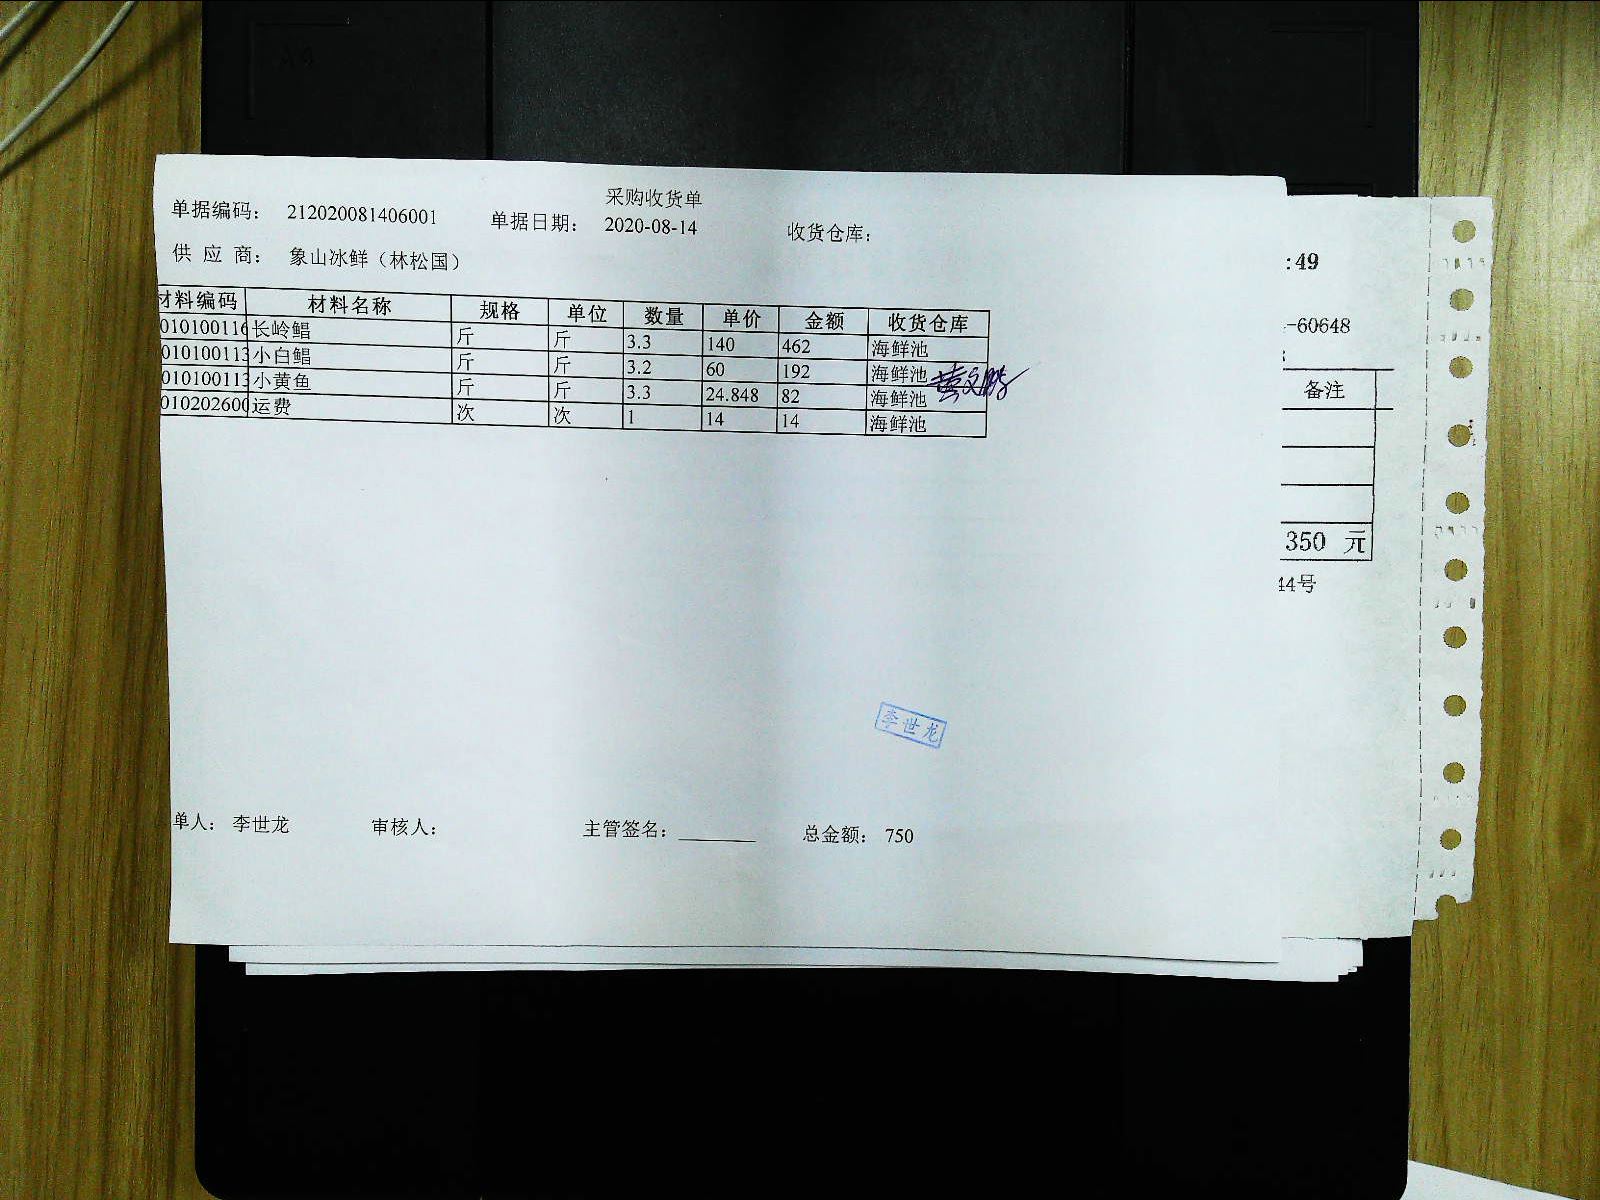 采购收货单
单据编码： 212020081406001 单据日期： 2020-08-14 收货仓库：
供 应 商： 象山冰鲜（林松国）
材料编码 材料名称 规格 单位 数量 单价 金额 收货仓库
010100116 长岭鲳 斤 斤 3.3 140 462 海鲜池
010100113 小白鲳 斤 斤 3.2 60 192 海鲜池
010100113 小黄鱼 斤 斤 3.3 24.848 82 海鲜池
010202600 运费 次 次 1 14 14 海鲜池
李世龙
单人： 李世龙 审核人： 主管签名： 总金额： 750
:49
-60648
备注
350 元
44号